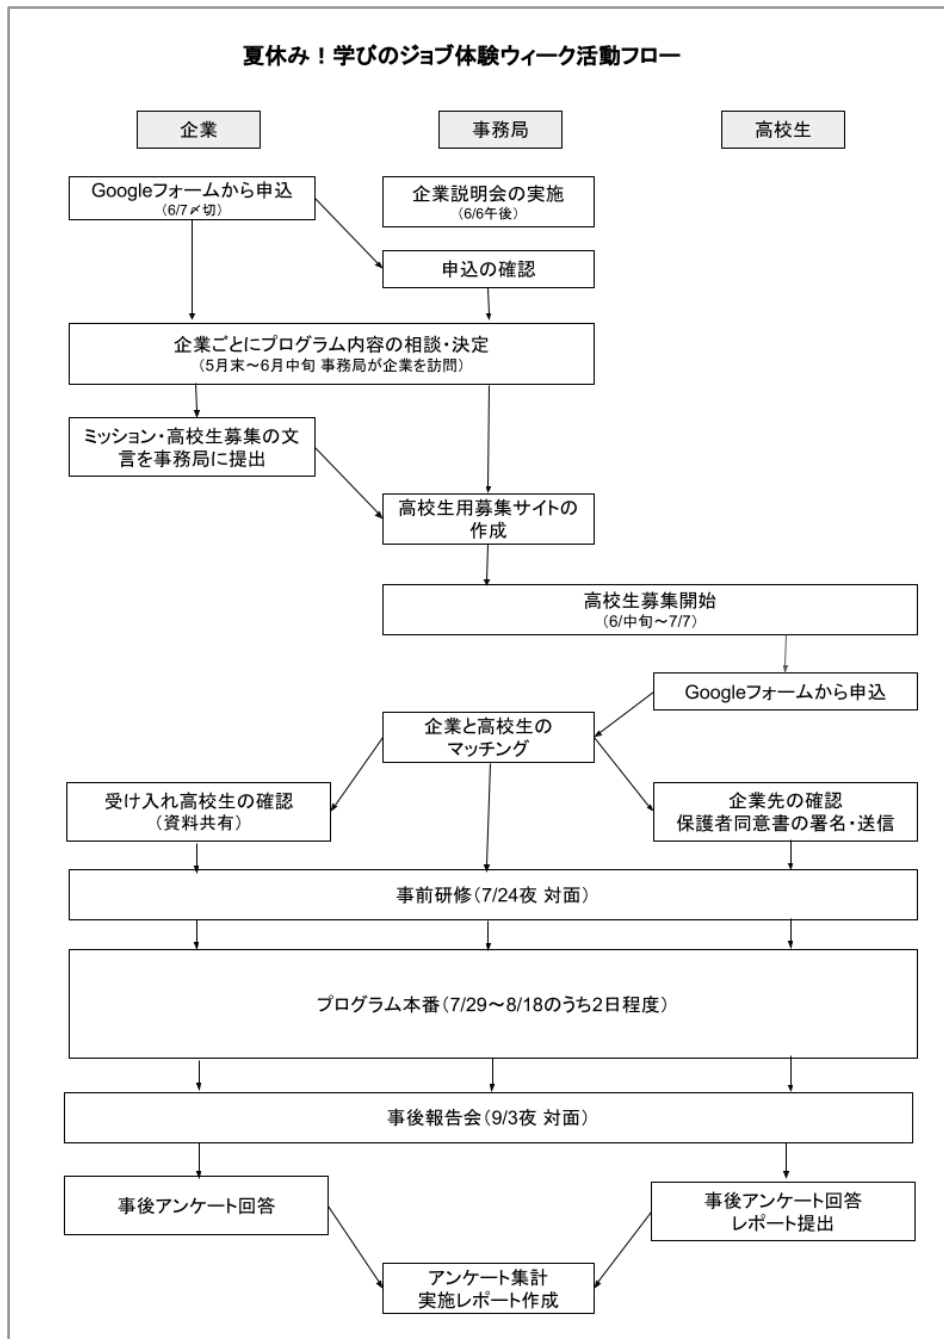 夏休み！学びのジョブ体験ウィーク活動フロー
企業
事務局
高校生
Googleフォームから申込
（6/7〆切）
企業説明会の実施
（6/6午後）
申込の確認
企業ごとにプログラム内容の相談・決定
（5月末～6月中旬 事務局が企業を訪問）
ミッション・高校生募集の文
言を事務局に提出
高校生用募集サイトの
作成
高校生募集開始
（6/中旬～7/7）
Googleフォームから申込
企業と高校生の
マッチング
受け入れ高校生の確認
（資料共有）
企業先の確認
保護者同意書の署名・送信
事前研修（7/24夜 対面）
プログラム本番（7/29～8/18のうち2日程度）
事後報告会（9/3夜 対面）
事後アンケート回答
事後アンケート回答
レポート提出
アンケート集計
実施レポート作成